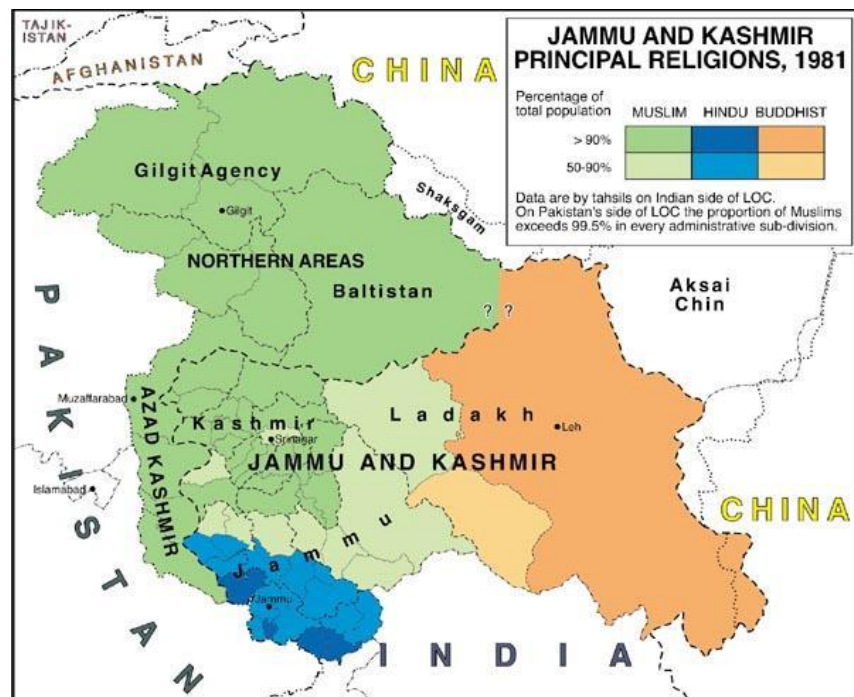 TAJIK-
ISTAN
AFGHANISTAN
CHINA
JAMMU AND KASHMIR
PRINCIPAL RELIGIONS, 1981
Percentage of
total population
MUSLIM HINDU BUDDHIST
> 90%
50-90%
Data are by tahsils on Indian side of LOC.
On Pakistan's side of LOC the proportion of Muslims
exceeds 99.5% in every administrative sub-division.
Gilgit Agency
Gilgit
Shaksgam
NORTHERN AREAS
Baltistan
Aksai
Chin
? ?
PAKISTAN
Muzaffarabad
AZAD KASHMIR
Kashmir
Srinagar
Ladakh
Leh
JAMMU AND KASHMIR
Islamabad
CHINA
Jammu
Jammu
INDIA